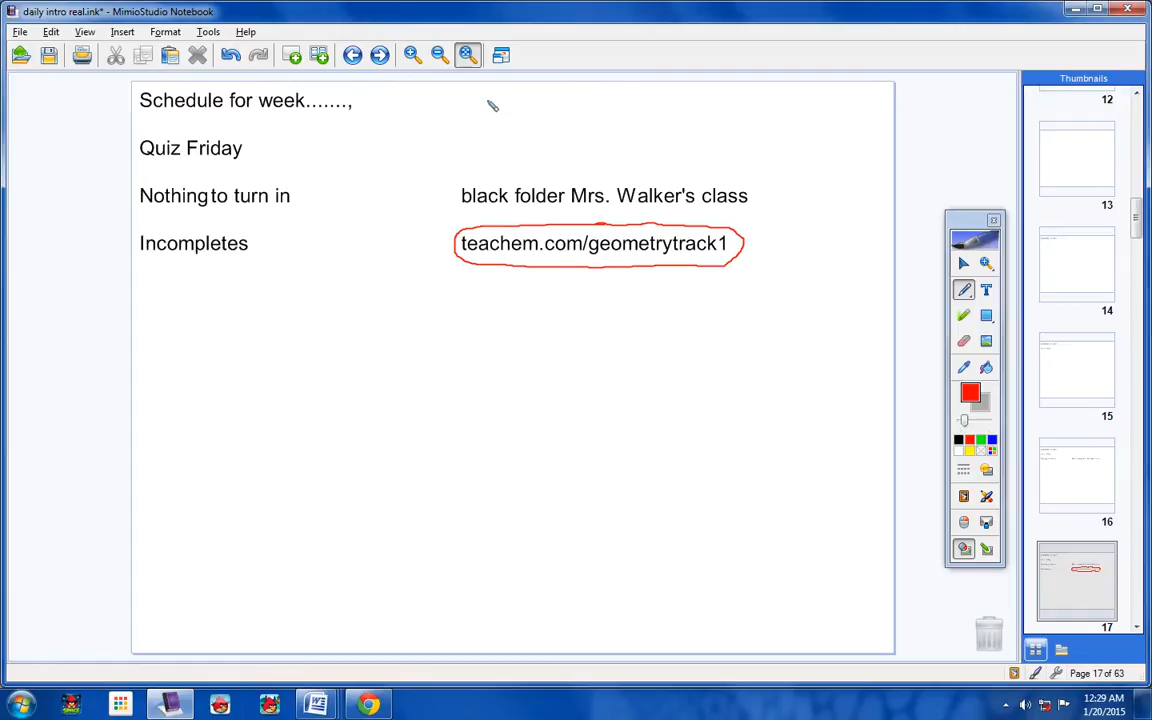 daily intro real.ink* - MimioStudio Notebook
File Edit View Insert Format Tools Help
Schedule for week.......,
Quiz Friday
Nothing to turn in
black folder Mrs. Walker's class
Incompletes
teachem.com/geometrytrack1
Thumbnails
12
13
14
15
16
17
Page 17 of 63
12:29 AM
1/20/2015